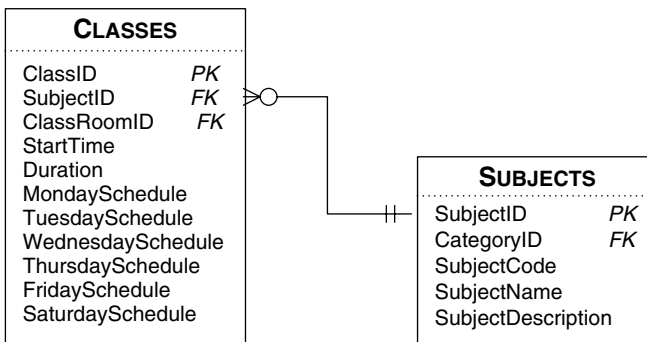 CLASSES
ClassID PK
SubjectID FK
ClassRoomID FK
StartTime
Duration
MondaySchedule
TuesdaySchedule
WednesdaySchedule
ThursdaySchedule
FridaySchedule
SaturdaySchedule
SUBJECTS
SubjectID PK
CategoryID FK
SubjectCode
SubjectName
SubjectDescription